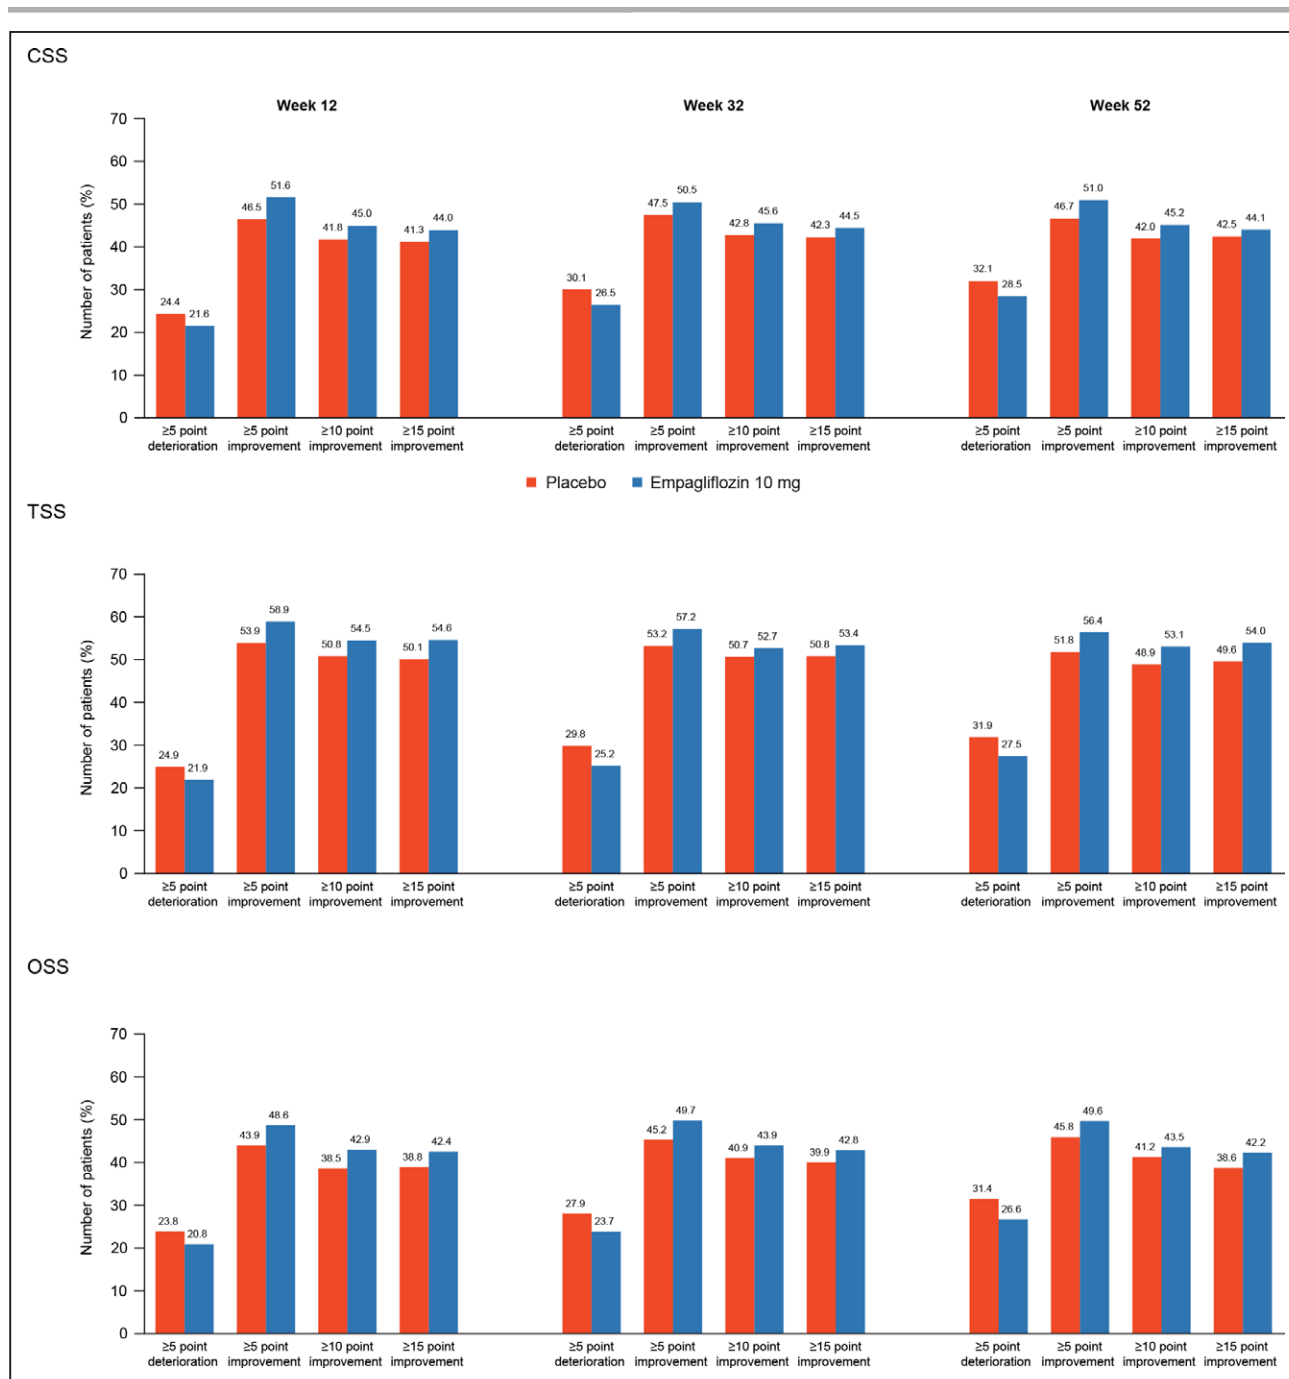 CSS
Week 12 Week 32 Week 52
Number of patients (%)
70
60
50
40
30
20
10
0
24.4 21.6 46.5 51.6 41.8 45.0 41.3 44.0
30.1 26.5 47.5 50.5 42.8 45.6 42.3 44.5
32.1 28.5 46.7 51.0 42.0 45.2 42.5 44.1
≥5 point ≥5 point ≥10 point ≥15 point ≥5 point ≥5 point ≥10 point ≥15 point ≥5 point ≥5 point ≥10 point ≥15 point
deterioration improvement improvement improvement deterioration improvement improvement improvement deterioration improvement improvement improvement
Placebo Empagliflozin 10 mg
TSS
Number of patients (%)
70
60
50
40
30
20
10
0
24.9 21.9 53.9 58.9 50.8 54.5 50.1 54.6
29.8 25.2 53.2 57.2 50.7 52.7 50.8 53.4
31.9 27.5 51.8 56.4 48.9 53.1 49.6 54.0
≥5 point ≥5 point ≥10 point ≥15 point ≥5 point ≥5 point ≥10 point ≥15 point ≥5 point ≥5 point ≥10 point ≥15 point
deterioration improvement improvement improvement deterioration improvement improvement improvement deterioration improvement improvement improvement
OSS
Number of patients (%)
70
60
50
40
30
20
10
0
23.8 20.8 43.9 48.6 38.5 42.9 38.8 42.4
27.9 23.7 45.2 49.7 40.9 43.9 39.9 42.8
31.4 26.6 45.8 49.6 41.2 43.5 38.6 42.2
≥5 point ≥5 point ≥10 point ≥15 point ≥5 point ≥5 point ≥10 point ≥15 point ≥5 point ≥5 point ≥10 point ≥15 point
deterioration improvement improvement improvement deterioration improvement improvement improvement deterioration improvement improvement improvement